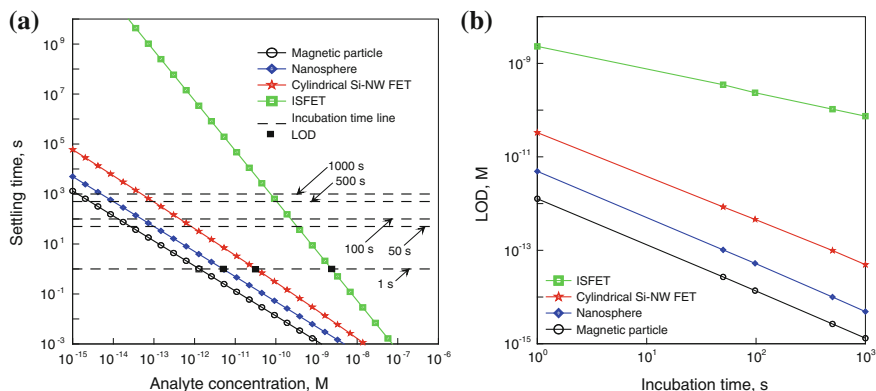 (a)
Settling time, s
10^9
10^7
10^5
10^3
10^1
10^-1
10^-3
Magnetic particle
Nanosphere
Cylindrical Si-NW FET
ISFET
Incubation time line
LOD
1000 s
500 s
100 s
50 s
1 s
10^-15 10^-14 10^-13 10^-12 10^-11 10^-10 10^-9 10^-8 10^-7 10^-6
Analyte concentration, M
(b)
LOD, M
10^-9
10^-11
10^-13
10^-15
ISFET
Cylindrical Si-NW FET
Nanosphere
Magnetic particle
10^0 10^1 10^2 10^3
Incubation time, s